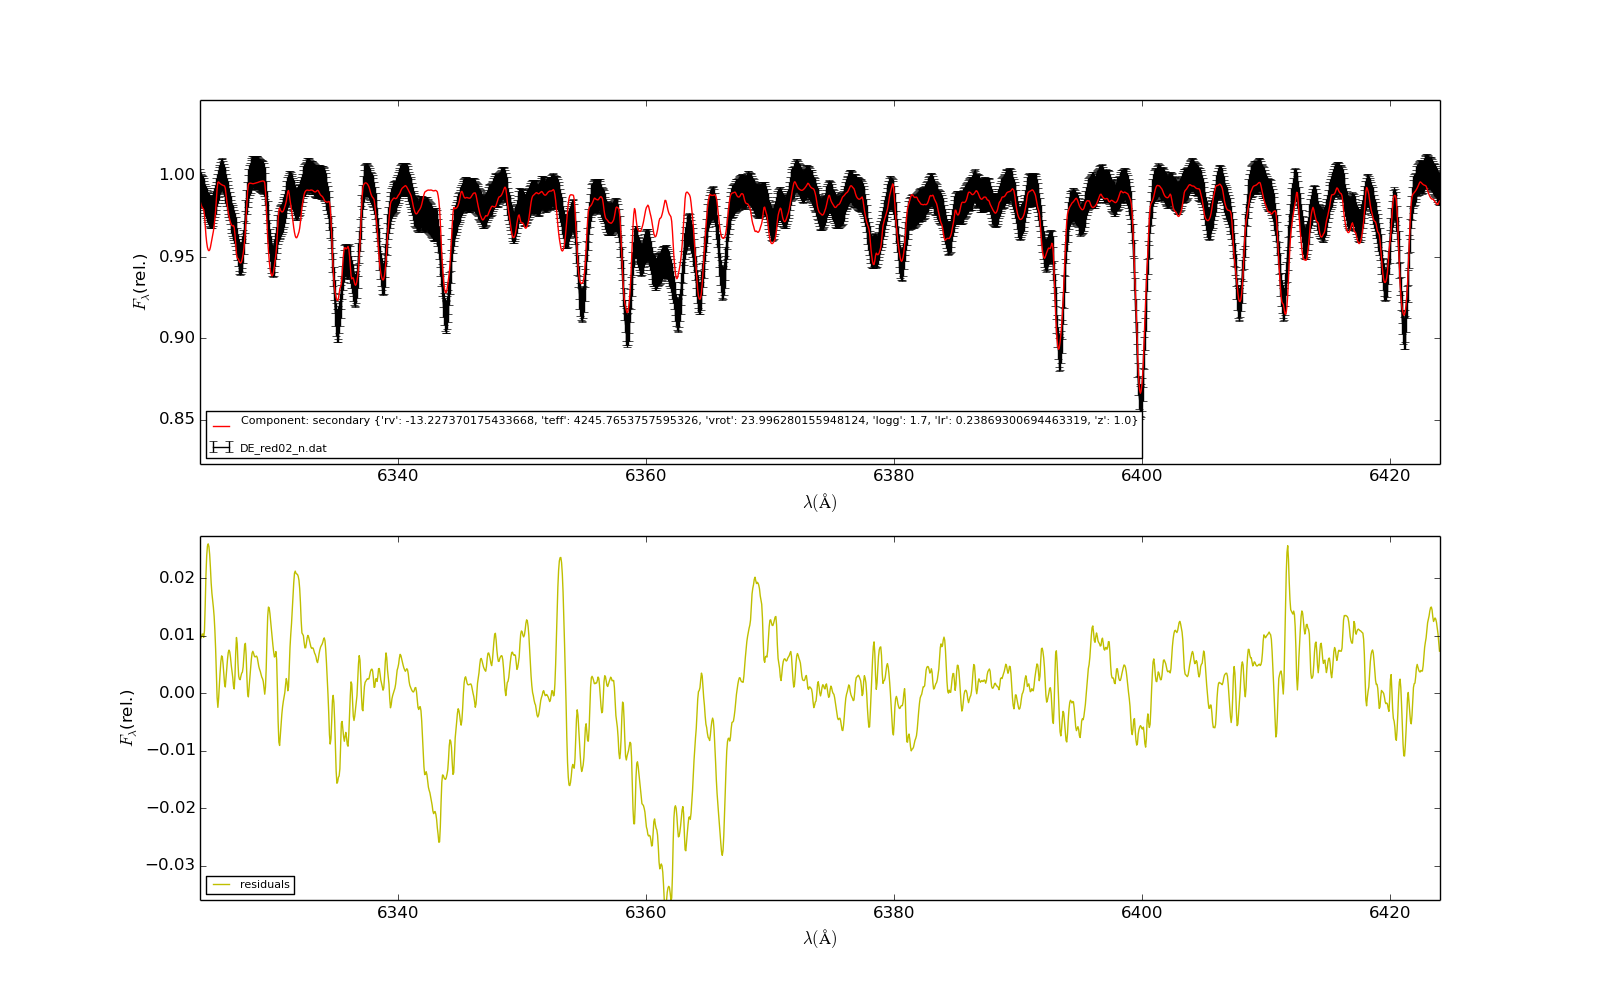 1.00
0.95
0.90
0.85
F_λ(rel.)
Component: secondary {'rv': -13.227370175433668, 'teff': 4245.7653757595326, 'vrot': 23.996280155948124, 'logg': 1.7, 'lr': 0.23869300694463319, 'z': 1.0}
DE_red02_n.dat
6340 6360 6380 6400 6420
λ(Å)
0.02
0.01
0.00
−0.01
−0.02
−0.03
F_λ(rel.)
residuals
6340 6360 6380 6400 6420
λ(Å)